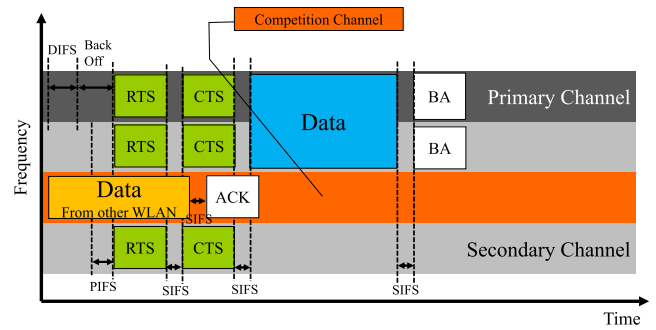 Competition Channel
DIFS
Back
Off
RTS
CTS
BA
Primary Channel
Data
RTS
CTS
BA
Frequency
Data
From other WLAN
SIFS
ACK
RTS
CTS
Secondary Channel
PIFS
SIFS
SIFS
SIFS
Time